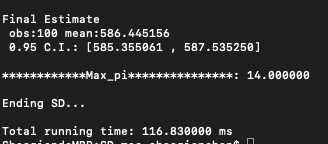 Final Estimate
obs:100 mean:586.445156
0.95 C.I.: [585.355061 , 587.535250]
************Max_pi***************: 14.000000
Ending SD...
Total running time: 116.830000 ms